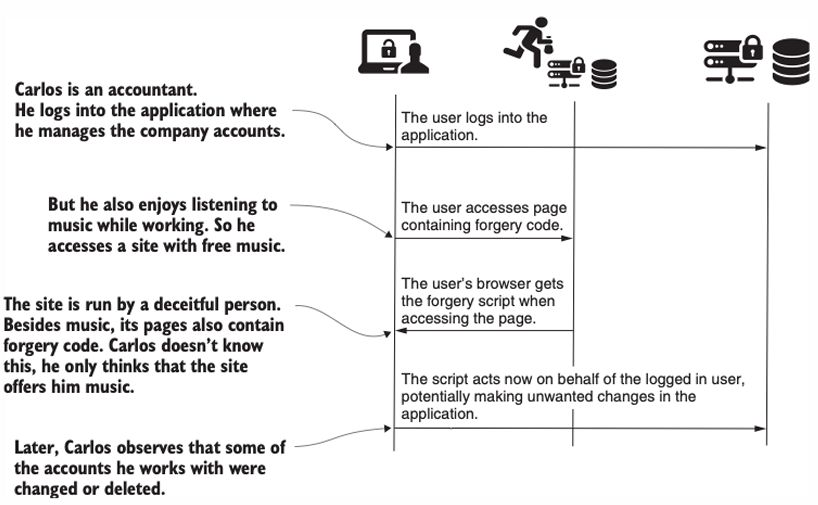 Carlos is an accountant.
He logs into the application where
he manages the company accounts.
The user logs into the
application.
But he also enjoys listening to
music while working. So he
accesses a site with free music.
The user accesses page
containing forgery code.
The site is run by a deceitful person.
Besides music, its pages also contain
forgery code. Carlos doesn't know
this, he only thinks that the site
offers him music.
The user's browser gets
the forgery script when
accessing the page.
The script acts now on behalf of the logged in user,
potentially making unwanted changes in the
application.
Later, Carlos observes that some of
the accounts he works with were
changed or deleted.